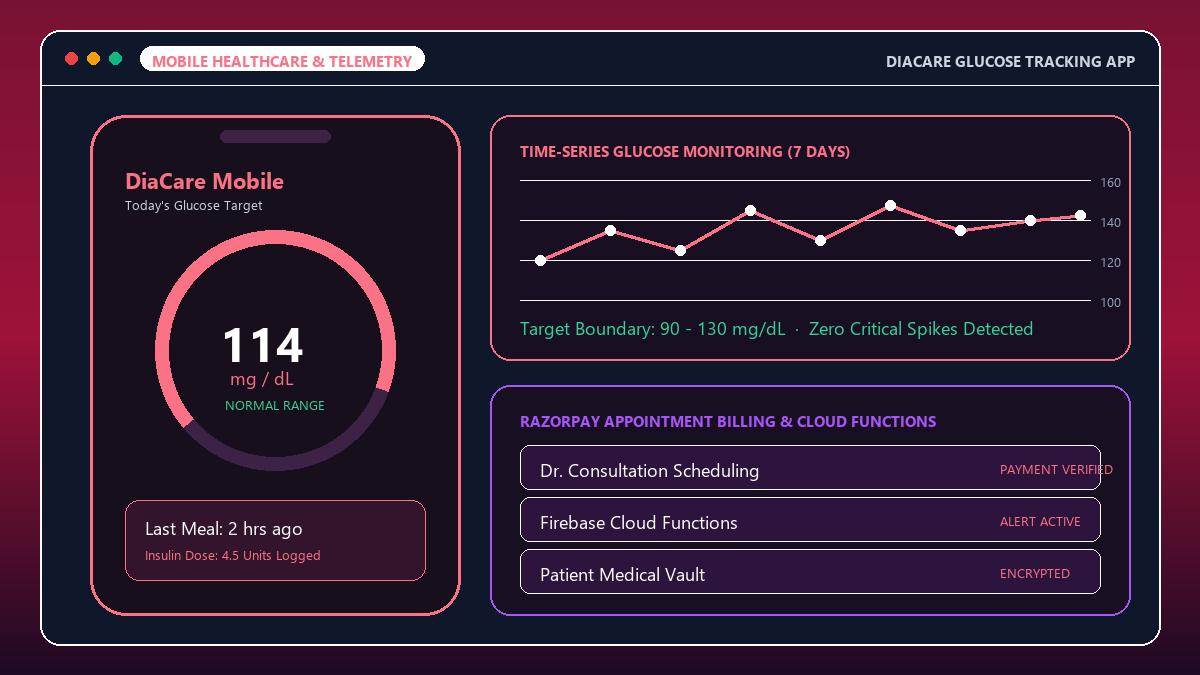 MOBILE HEALTHCARE & TELEMETRY
DIACARE GLUCOSE TRACKING APP
DiaCare Mobile
Today's Glucose Target
114
mg / dL
NORMAL RANGE
Last Meal: 2 hrs ago
Insulin Dose: 4.5 Units Logged
TIME-SERIES GLUCOSE MONITORING (7 DAYS)
160
140
120
100
Target Boundary: 90 - 130 mg/dL · Zero Critical Spikes Detected
RAZORPAY APPOINTMENT BILLING & CLOUD FUNCTIONS
Dr. Consultation Scheduling PAYMENT VERIFIED
Firebase Cloud Functions ALERT ACTIVE
Patient Medical Vault ENCRYPTED